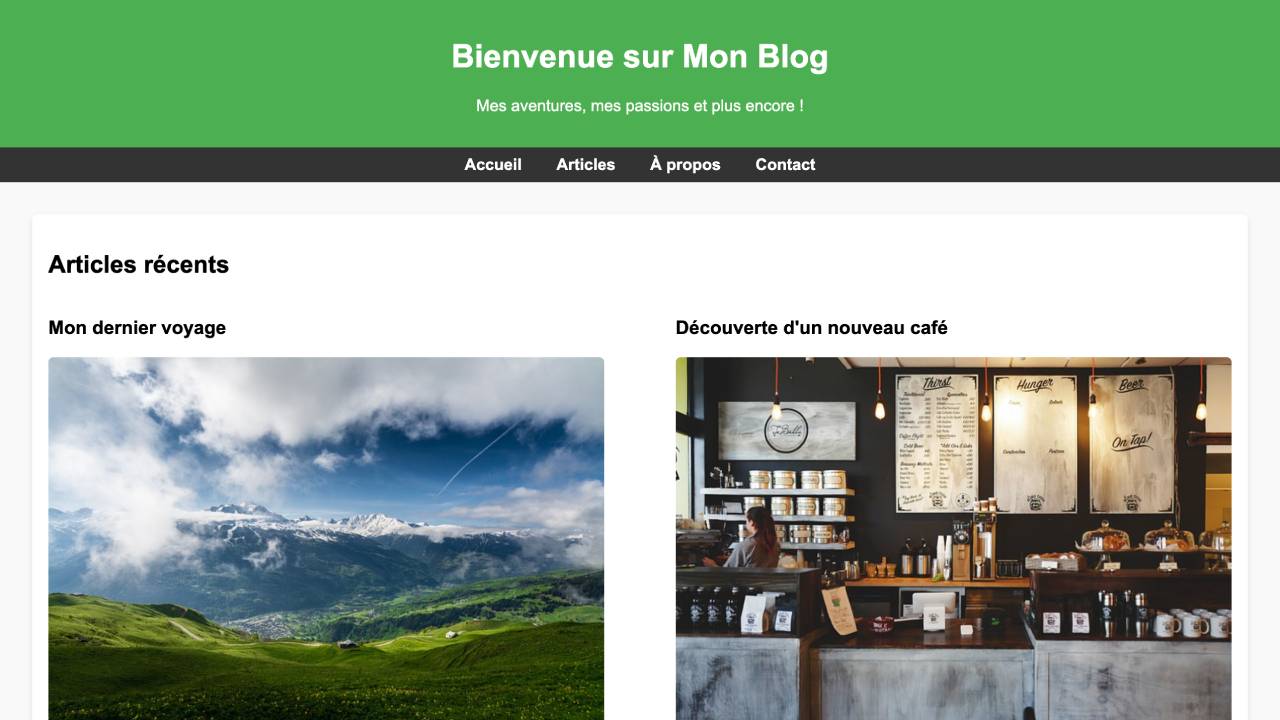 Bienvenue sur Mon Blog
Mes aventures, mes passions et plus encore !
Accueil Articles À propos Contact
Articles récents
Mon dernier voyage
Découverte d'un nouveau café
Thirst
Hunger
Beer
On Tap!